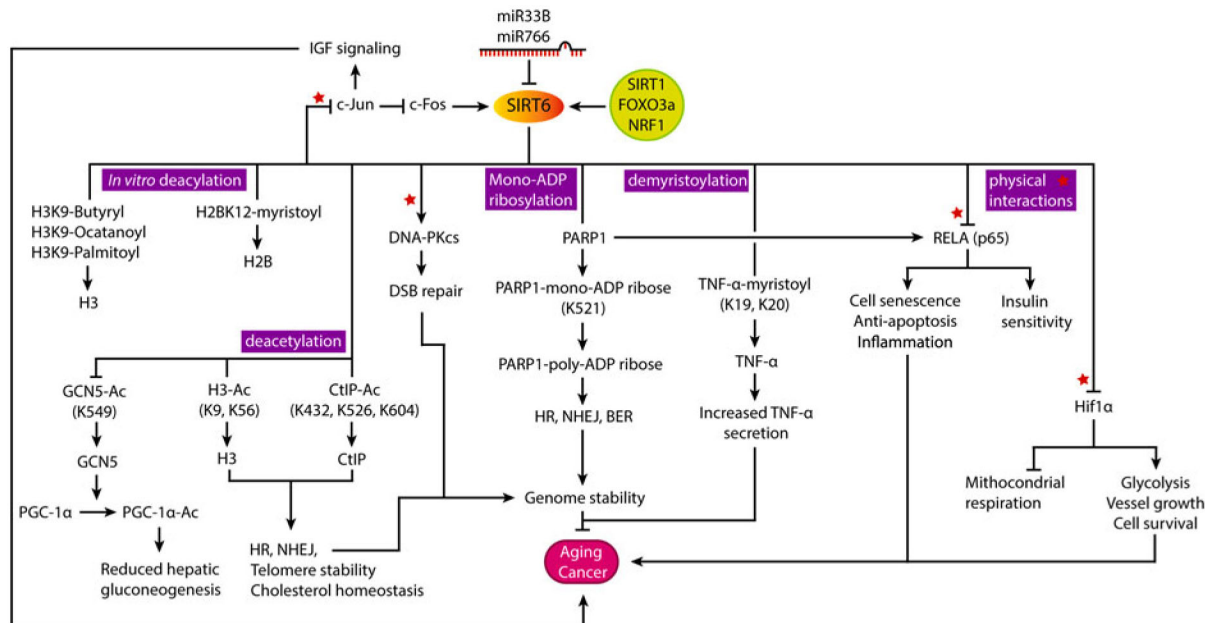 miR33B
miR766
IGF signaling
c-Jun
c-Fos
SIRT6
SIRT1
FOXO3a
NRF1
In vitro deacylation
Mono-ADP
ribosylation
demyristoylation
physical
interactions
H3K9-Butyryl
H3K9-Ocatanoyl
H3K9-Palmitoyl
H3
H2BK12-myristoyl
H2B
DNA-PKcs
DSB repair
PARP1
PARP1-mono-ADP ribose
(K521)
PARP1-poly-ADP ribose
HR, NHEJ, BER
TNF-α-myristoyl
(K19, K20)
TNF-α
Increased TNF-α
secretion
RELA (p65)
Cell senescence
Anti-apoptosis
Inflammation
Insulin
sensitivity
deacetylation
GCN5-Ac
(K549)
GCN5
PGC-1α
PGC-1α-Ac
Reduced hepatic
gluconeogenesis
H3-Ac
(K9, K56)
H3
CtIP-Ac
(K432, K526, K604)
CtIP
HR, NHEJ,
Telomere stability
Cholesterol homeostasis
Genome stability
Aging
Cancer
Hif1α
Mithocondrial
respiration
Glycolysis
Vessel growth
Cell survival